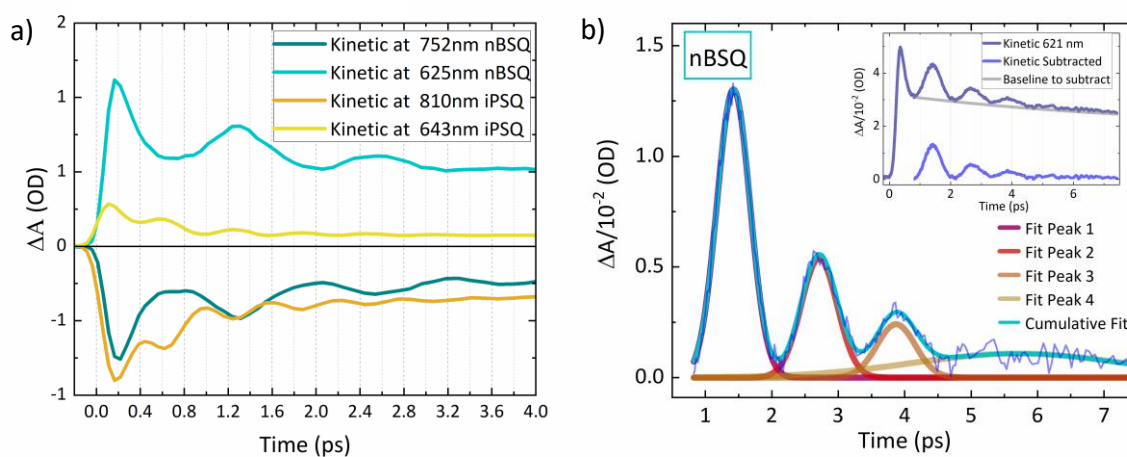 a)
2
1
1
0
-1
-1
ΔA (OD)
Kinetic at 752nm nBSQ
Kinetic at 625nm nBSQ
Kinetic at 810nm iPSQ
Kinetic at 643nm iPSQ
0.0 0.4 0.8 1.2 1.6 2.0 2.4 2.8 3.2 3.6 4.0
Time (ps)
b)
1.5
1.0
0.5
0.0
ΔA/10⁻² (OD)
nBSQ
Kinetic 621 nm
Kinetic Subtracted
Baseline to subtract
4
2
0
ΔA/10⁻² (OD)
0 2 4 6
Time (ps)
Fit Peak 1
Fit Peak 2
Fit Peak 3
Fit Peak 4
Cumulative Fit
1 2 3 4 5 6 7
Time (ps)